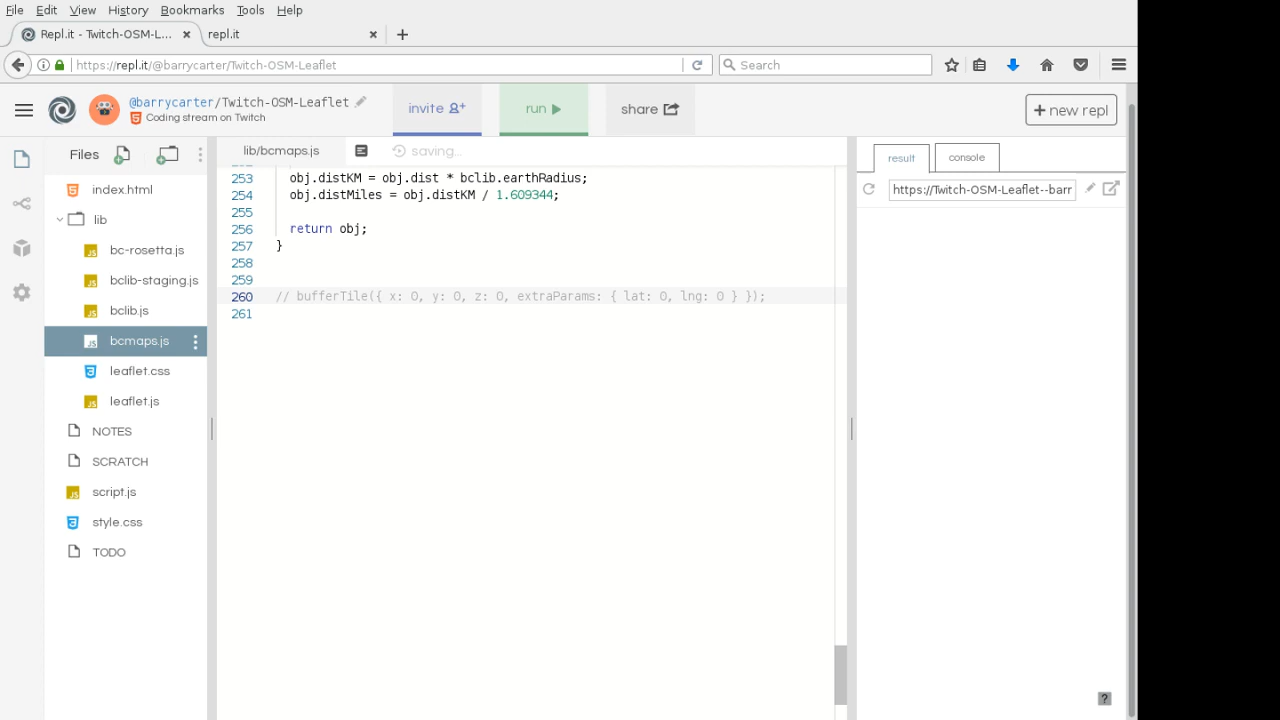 File Edit View History Bookmarks Tools Help
Repl.it - Twitch-OSM-L... repl.it
https://repl.it/@barrycarter/Twitch-OSM-Leaflet Search
@barrycarter/Twitch-OSM-Leaflet
Coding stream on Twitch
invite run share + new repl
Files
lib/bcmaps.js
saving...
result console
https://Twitch-OSM-Leaflet--barr
index.html
lib
bc-rosetta.js
bclib-staging.js
bclib.js
bcmaps.js
leaflet.css
leaflet.js
NOTES
SCRATCH
script.js
style.css
TODO
253 obj.distKM = obj.dist * bclib.earthRadius;
254 obj.distMiles = obj.distKM / 1.609344;
255
256 return obj;
257 }
258
259
260 // bufferTile({ x: 0, y: 0, z: 0, extraParams: { lat: 0, lng: 0 } });
261
?